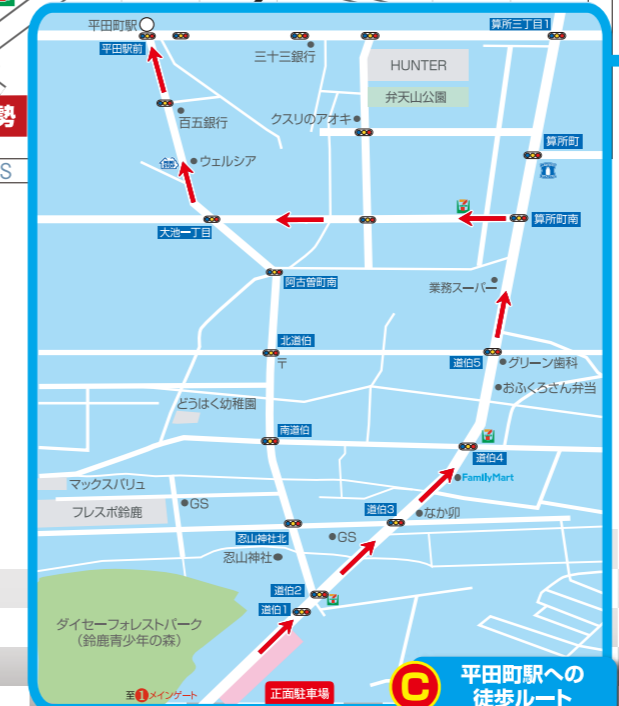 平田町駅
平田駅前
三十三銀行
算所三丁目1
HUNTER
弁天山公園
百五銀行
クスリのアオキ
算所町
勢
ウェルシア
S
7
算所町南
大池一丁目
阿古曽町南
業務スーパー
北道伯
〒
道伯5
グリーン歯科
おふくろさん弁当
どうはく幼稚園
南道伯
7
道伯4
FamilyMart
マックスバリュ
フレスポ鈴鹿
GS
道伯3
なか卯
忍山神社北
GS
忍山神社
道伯2
7
道伯1
ダイセーフォレストパーク
(鈴鹿青少年の森)
至1メインゲート
正面駐車場
C
平田町駅への
徒歩ルート